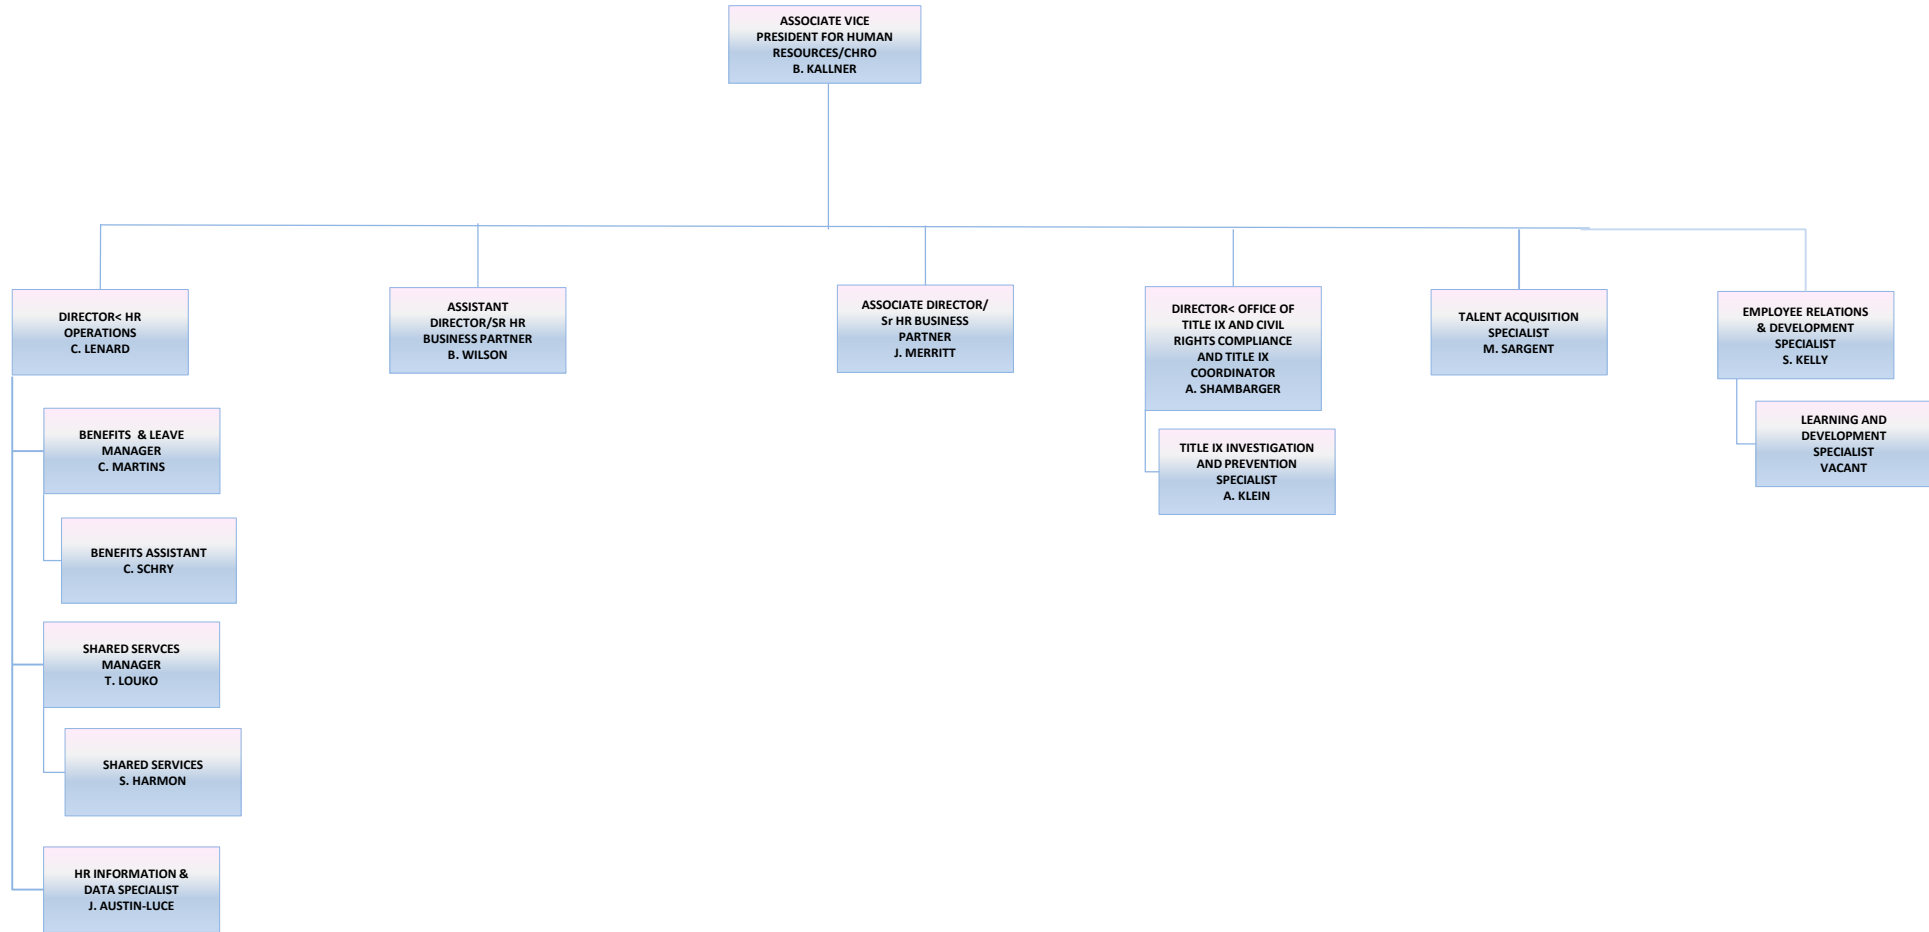 ASSOCIATE VICE
PRESIDENT FOR HUMAN
RESOURCES/CHRO
B. KALLNER
DIRECTOR< HR
OPERATIONS
C. LENARD
ASSISTANT
DIRECTOR/SR HR
BUSINESS PARTNER
B. WILSON
ASSOCIATE DIRECTOR/
Sr HR BUSINESS
PARTNER
J. MERRITT
DIRECTOR< OFFICE OF
TITLE IX AND CIVIL
RIGHTS COMPLIANCE
AND TITLE IX
COORDINATOR
A. SHAMBARGER
TALENT ACQUISITION
SPECIALIST
M. SARGENT
EMPLOYEE RELATIONS
& DEVELOPMENT
SPECIALIST
S. KELLY
BENEFITS & LEAVE
MANAGER
C. MARTINS
TITLE IX INVESTIGATION
AND PREVENTION
SPECIALIST
A. KLEIN
LEARNING AND
DEVELOPMENT
SPECIALIST
VACANT
BENEFITS ASSISTANT
C. SCHRY
SHARED SERVCES
MANAGER
T. LOUKO
SHARED SERVICES
S. HARMON
HR INFORMATION &
DATA SPECIALIST
J. AUSTIN-LUCE